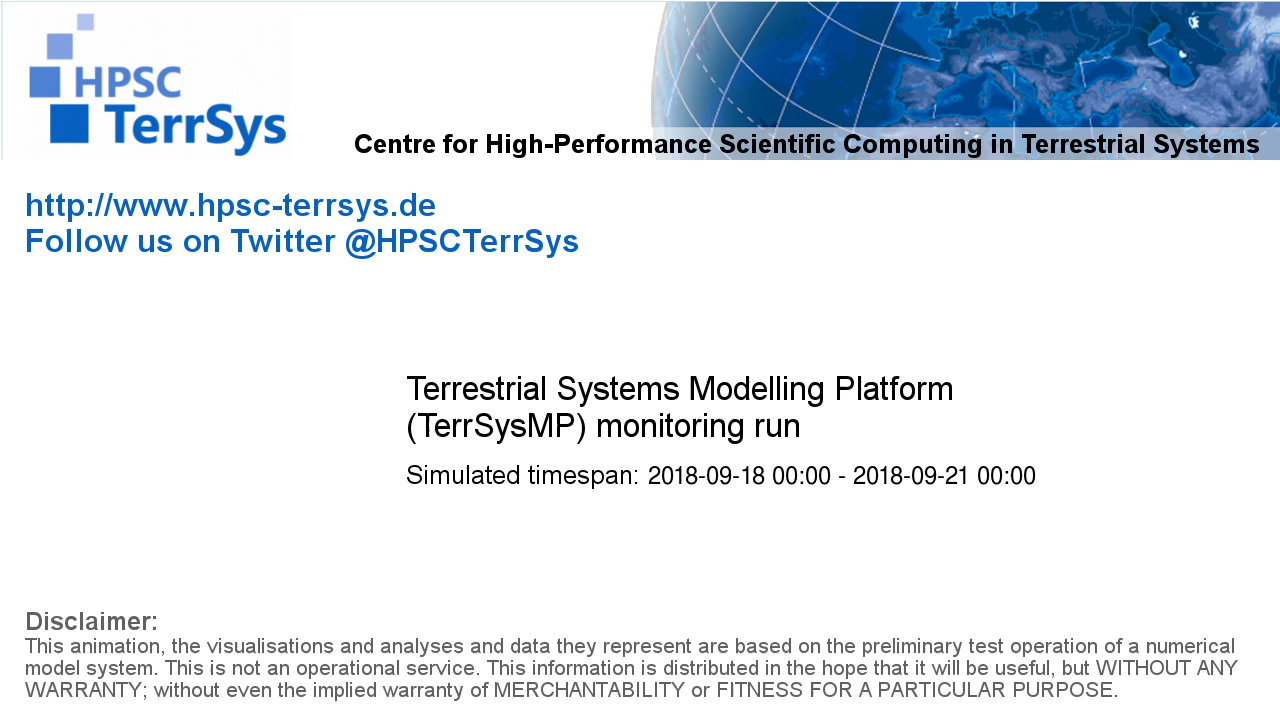 HPSC
TerrSys
Centre for High-Performance Scientific Computing in Terrestrial Systems
http://www.hpsc-terrsys.de
Follow us on Twitter @HPSCTerrSys
Terrestrial Systems Modelling Platform
(TerrSysMP) monitoring run
Simulated timespan: 2018-09-18 00:00 - 2018-09-21 00:00
Disclaimer:
This animation, the visualisations and analyses and data they represent are based on the preliminary test operation of a numerical
model system. This is not an operational service. This information is distributed in the hope that it will be useful, but WITHOUT ANY
WARRANTY; without even the implied warranty of MERCHANTABILITY or FITNESS FOR A PARTICULAR PURPOSE.